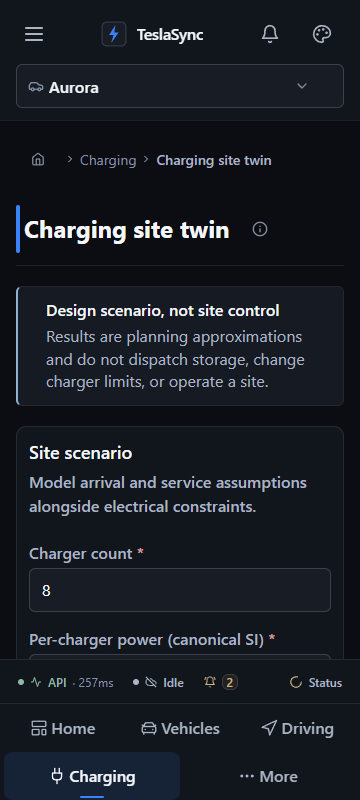 TeslaSync
Aurora
Charging
Charging site twin
Charging site twin
Design scenario, not site control
Results are planning approximations
and do not dispatch storage, change
charger limits, or operate a site.
Site scenario
Model arrival and service assumptions
alongside electrical constraints.
Charger count *
8
Per-charger power (canonical SI) *
API · 257ms
Idle
2
Status
Home
Vehicles
Driving
Charging
More